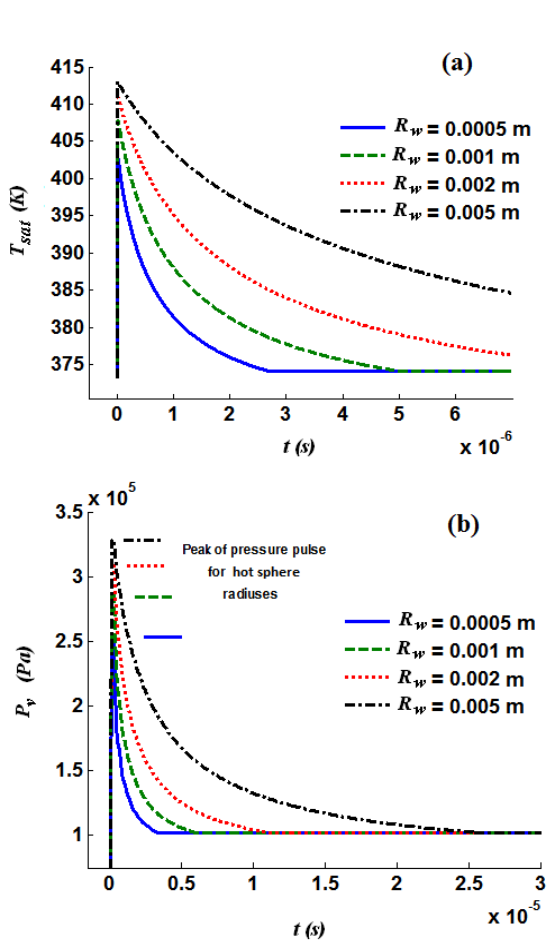 (a)
415
410
405
400
395
390
385
380
375
T_sat (K)
R_w = 0.0005 m
R_w = 0.001 m
R_w = 0.002 m
R_w = 0.005 m
0 1 2 3 4 5 6
t (s)
x 10^-6
x 10^5
(b)
3.5
3
2.5
2
1.5
1
P_v (Pa)
Peak of pressure pulse
for hot sphere
radiuses
R_w = 0.0005 m
R_w = 0.001 m
R_w = 0.002 m
R_w = 0.005 m
0 0.5 1 1.5 2 2.5 3
x 10^-5
t (s)